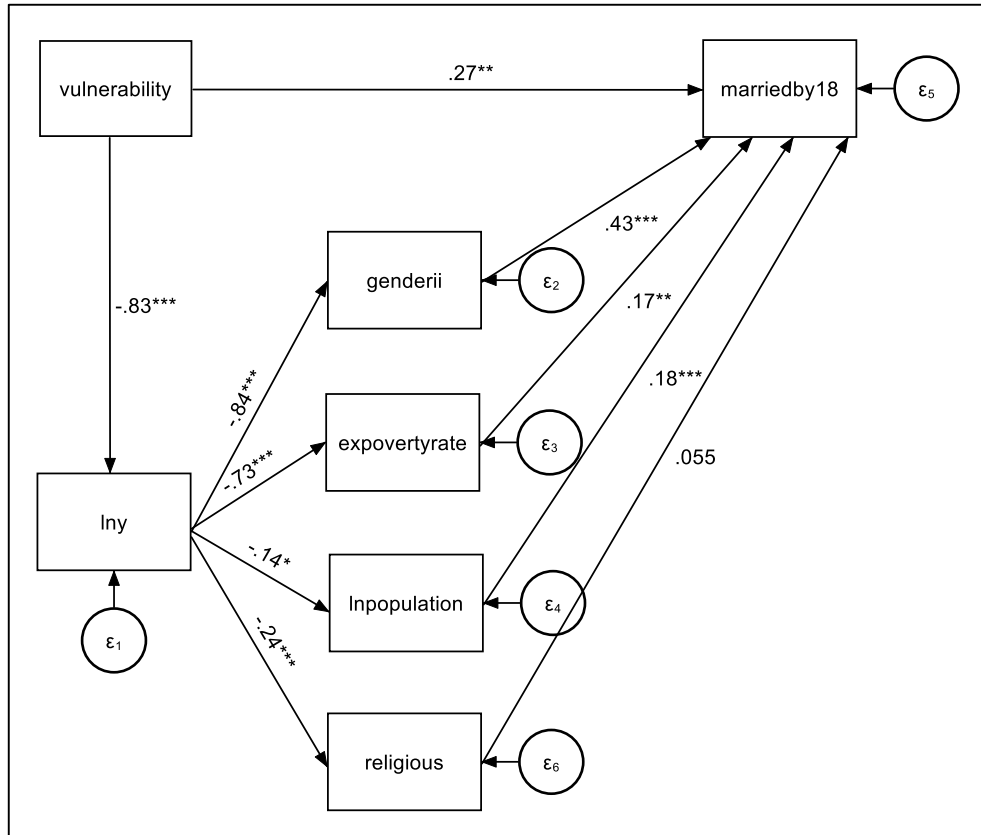 vulnerability
.27**
marriedby18
ε5
-.83***
genderii
.43***
ε2
-.84***
.17**
expovertyrate
ε3
.18***
-.73***
.055
lny
-.14*
lnpopulation
ε4
ε1
-.24***
religious
ε6